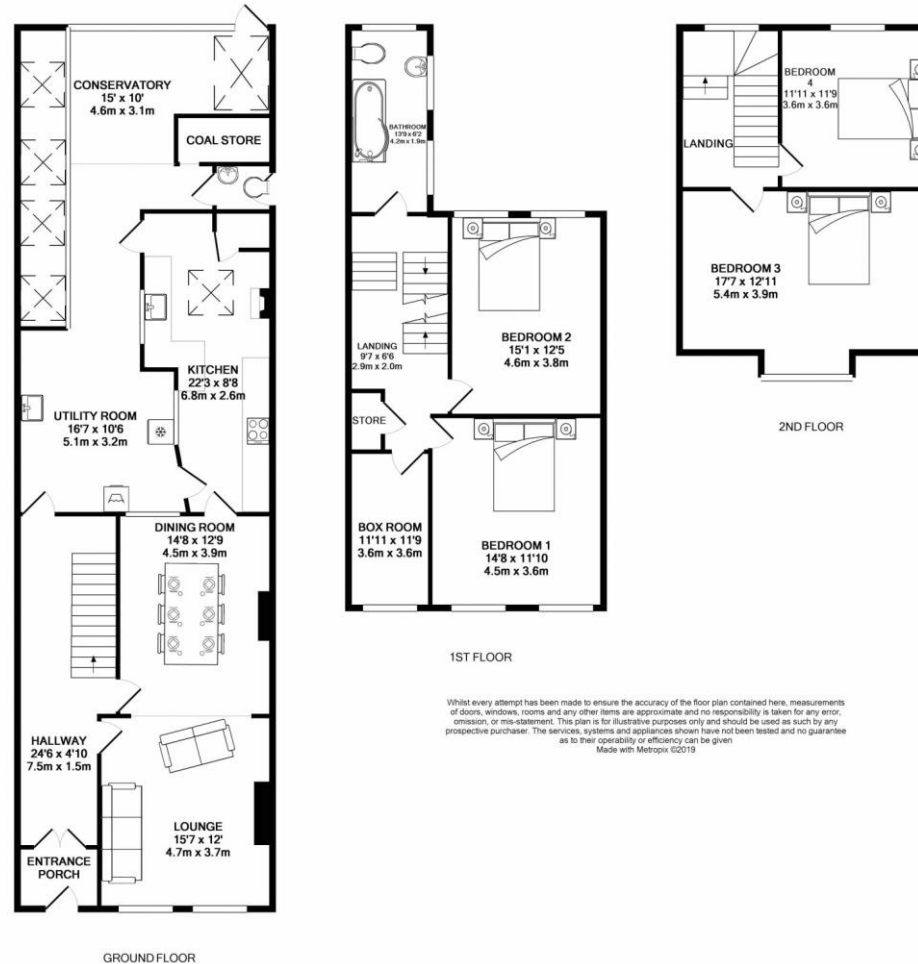 CONSERVATORY
15' x 10'
4.6m x 3.1m
COAL STORE
KITCHEN
22'3 x 8'8
6.8m x 2.6m
UTILITY ROOM
16'7 x 10'6
5.1m x 3.2m
DINING ROOM
14'8 x 12'9
4.5m x 3.9m
HALLWAY
24'6 x 4'10
7.5m x 1.5m
LOUNGE
15'7 x 12'
4.7m x 3.7m
ENTRANCE
PORCH
GROUND FLOOR
BATHROOM
13'9 x 6'2
4.2m x 1.9m
LANDING
9'7 x 6'6
2.9m x 2.0m
BEDROOM 2
15'1 x 12'5
4.6m x 3.8m
STORE
BOX ROOM
11'11 x 11'9
3.6m x 3.6m
BEDROOM 1
14'8 x 11'10
4.5m x 3.6m
1ST FLOOR
BEDROOM
4
11'11 x 11'9
3.6m x 3.6m
LANDING
BEDROOM 3
17'7 x 12'11
5.4m x 3.9m
2ND FLOOR
Whilst every attempt has been made to ensure the accuracy of the floor plan contained here, measurements
of doors, windows, rooms and any other items are approximate and no responsibility is taken for any error,
omission, or mis-statement. This plan is for illustrative purposes only and should be used as such by any
prospective purchaser. The services, systems and appliances shown have not been tested and no guarantee
as to their operability or efficiency can be given
Made with Metropix ©2019